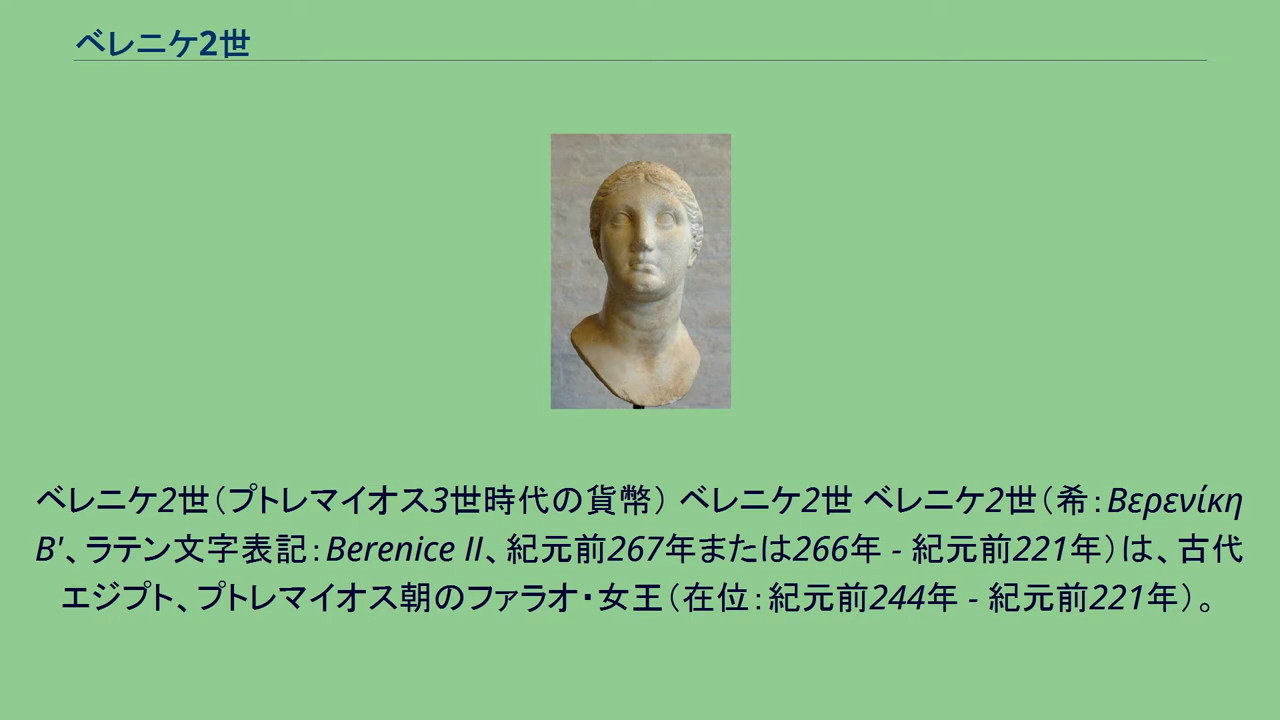 ベレニケ2世
ベレニケ2世（プトレマイオス3世時代の貨幣） ベレニケ2世 ベレニケ2世（希：Βερενίκη
Β′、ラテン文字表記：Berenice II、紀元前267年または266年 - 紀元前221年）は、古代
エジプト、プトレマイオス朝のファラオ・女王（在位：紀元前244年 - 紀元前221年）。